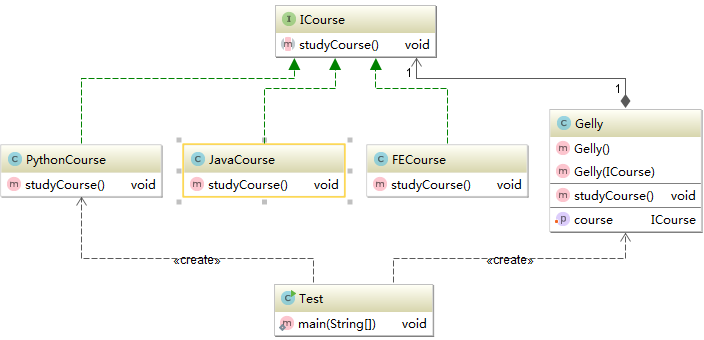 ICourse
studyCourse() void
1
1
Gelly
Gelly()
Gelly(ICourse)
studyCourse() void
course ICourse
PythonCourse
studyCourse() void
JavaCourse
studyCourse() void
FECourse
studyCourse() void
«create»
«create»
Test
main(String[]) void